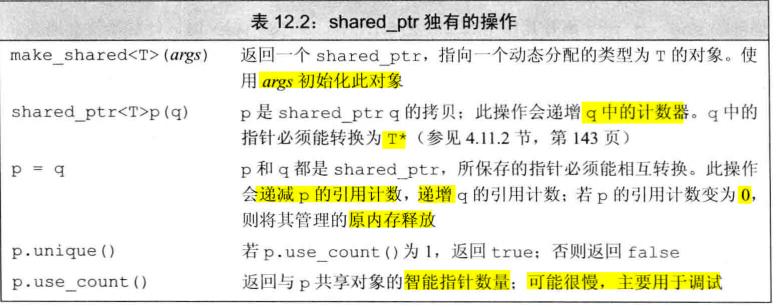 表 12.2：shared_ptr 独有的操作
make_shared<T>(args) 返回一个 shared_ptr，指向一个动态分配的类型为 T 的对象。使
用 args 初始化此对象
shared_ptr<T>p(q) p 是 shared_ptr q 的拷贝；此操作会递增 q 中的计数器。q 中的
指针必须能转换为 T*（参见 4.11.2 节，第 143 页）
p = q p 和 q 都是 shared_ptr，所保存的指针必须能相互转换。此操作
会递减 p 的引用计数，递增 q 的引用计数；若 p 的引用计数变为 0，
则将其管理的原内存释放
p.unique() 若 p.use_count()为 1，返回 true；否则返回 false
p.use_count() 返回与 p 共享对象的智能指针数量；可能很慢，主要用于调试